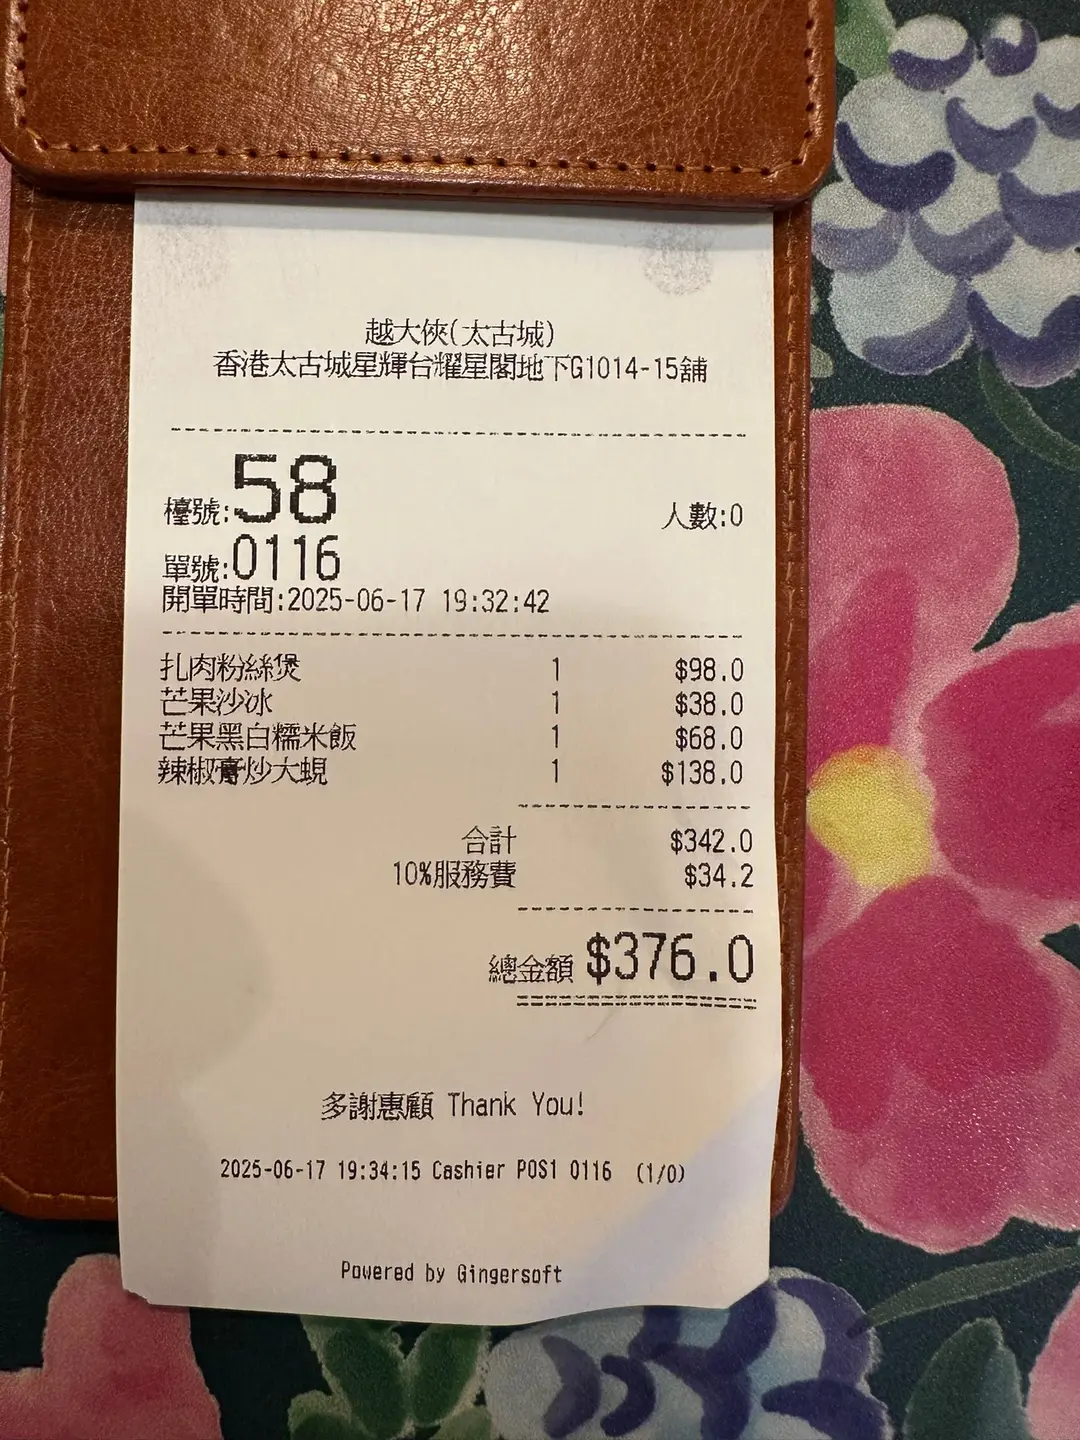 越大俠(太古城)
香港太古城星輝台耀星閣地下G1014-15舖
檯號:58 人數:0
單號:0116
開單時間:2025-06-17 19:32:42
扎肉粉絲煲 1 $98.0
芒果沙冰 1 $38.0
芒果黑白糯米飯 1 $68.0
辣椒膏炒大蜆 1 $138.0
合計 $342.0
10%服務費 $34.2
總金額 $376.0
多謝惠顧 Thank You!
2025-06-17 19:34:15 Cashier POS1 0116 (1/0)
Powered by Gingersoft